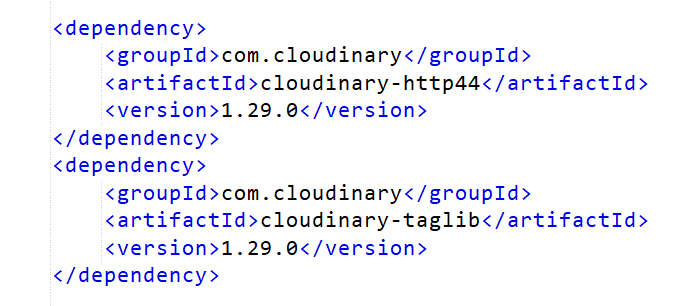 <dependency>
    <groupId>com.cloudinary</groupId>
    <artifactId>cloudinary-http44</artifactId>
    <version>1.29.0</version>
</dependency>
<dependency>
    <groupId>com.cloudinary</groupId>
    <artifactId>cloudinary-taglib</artifactId>
    <version>1.29.0</version>
</dependency>